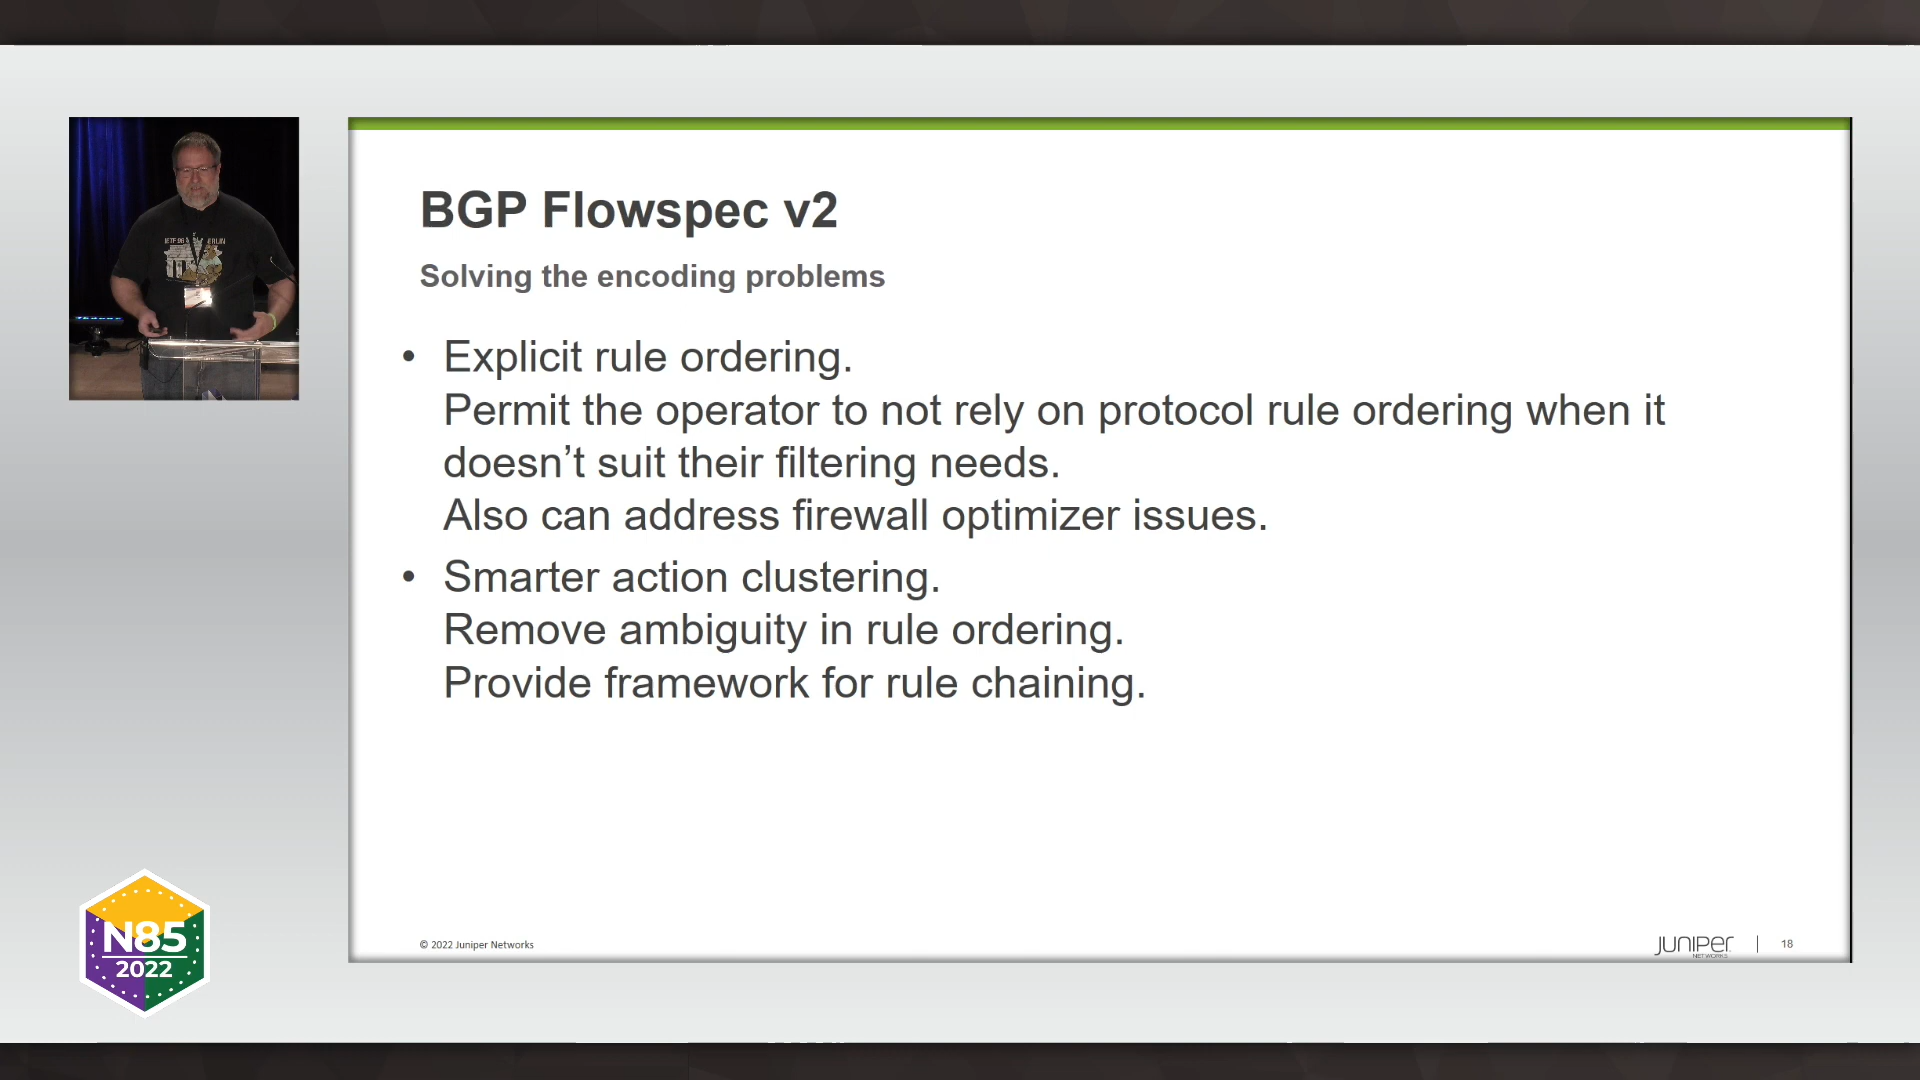 BGP Flowspec v2
Solving the encoding problems
• Explicit rule ordering.
Permit the operator to not rely on protocol rule ordering when it
doesn’t suit their filtering needs.
Also can address firewall optimizer issues.
• Smarter action clustering.
Remove ambiguity in rule ordering.
Provide framework for rule chaining.
© 2022 Juniper Networks
JUNIPEr
NETWORKS
18
N85
2022